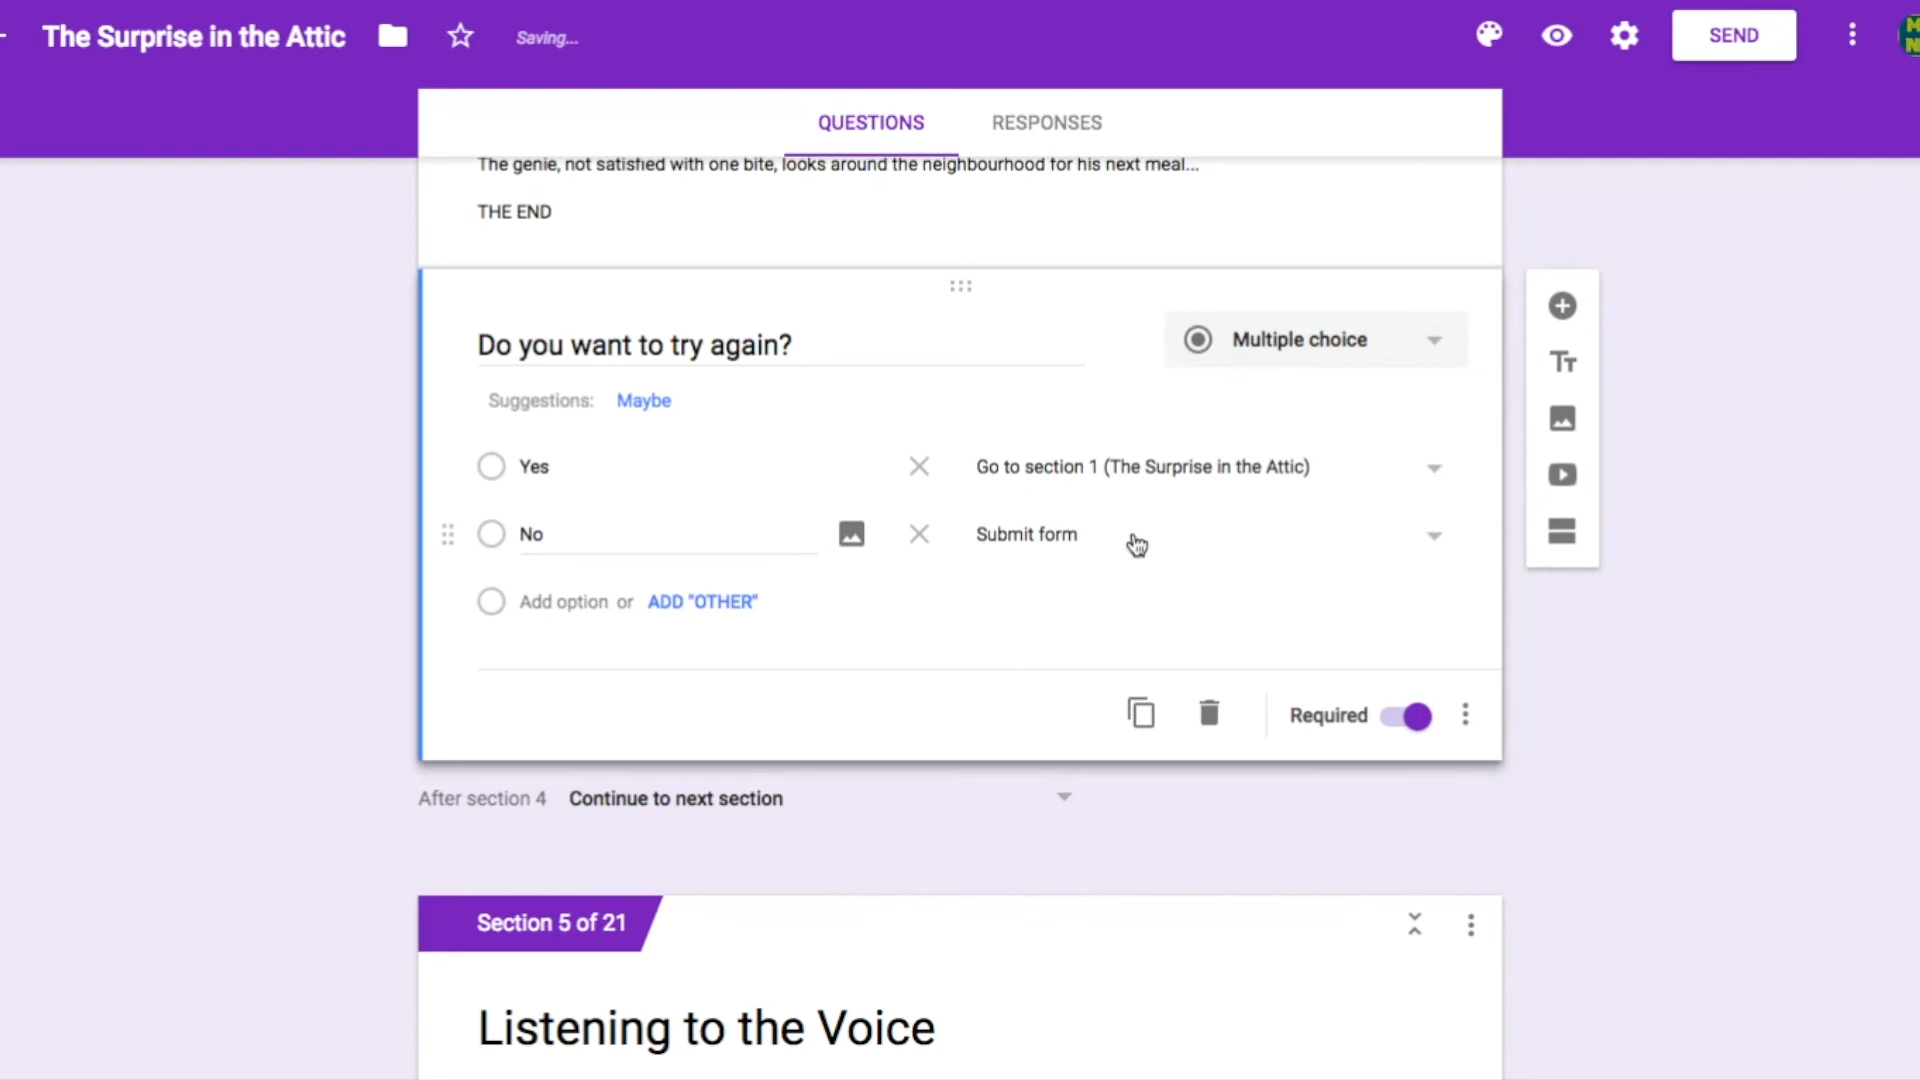 The Surprise in the Attic
Saving...
SEND
QUESTIONS
RESPONSES
The genie, not satisfied with one bite, looks around the neighbourhood for his next meal...
THE END
Do you want to try again?
Multiple choice
Suggestions: Maybe
Yes
Go to section 1 (The Surprise in the Attic)
No
Submit form
Add option or ADD "OTHER"
Required
After section 4 Continue to next section
Section 5 of 21
Listening to the Voice